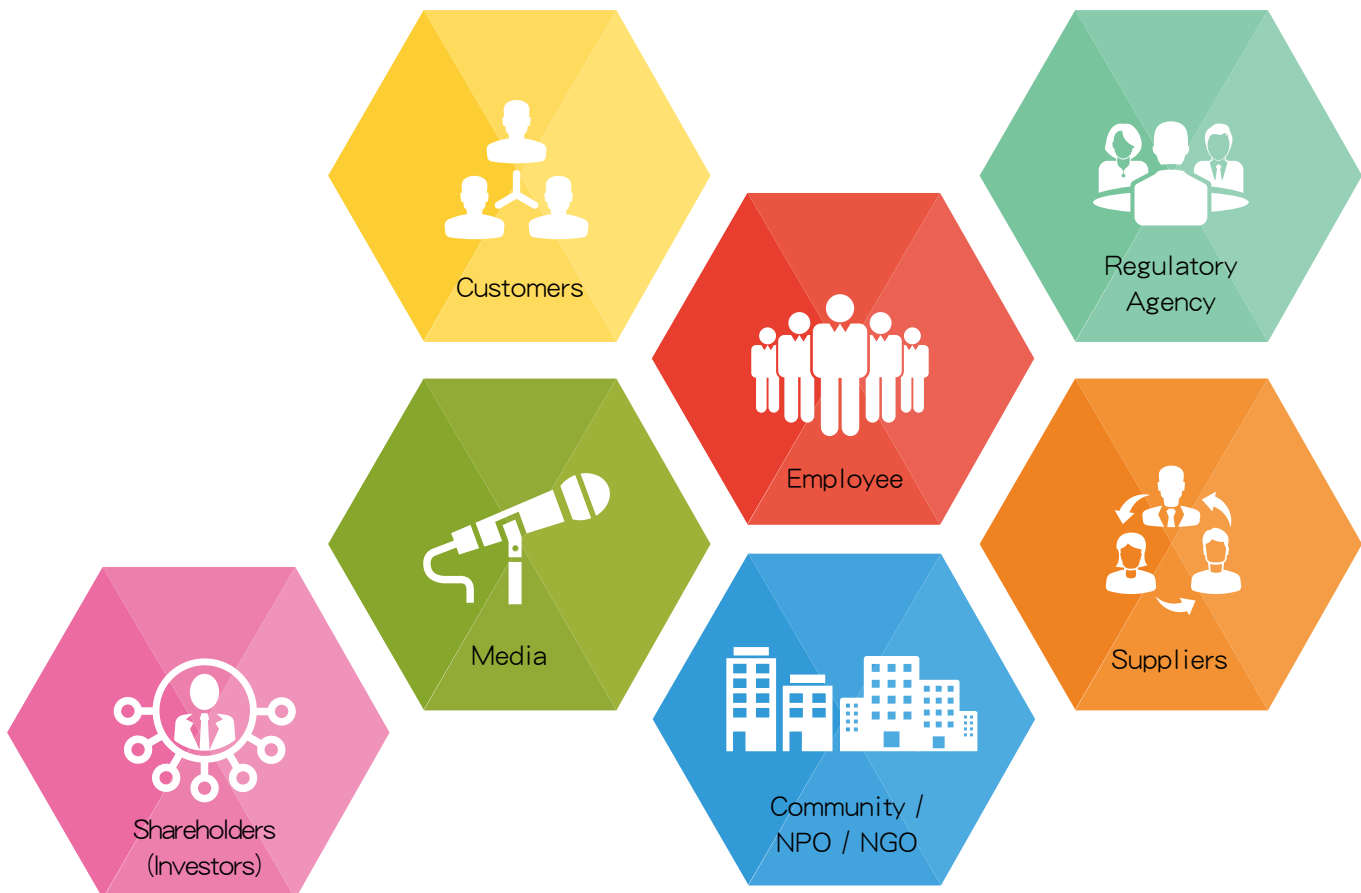 Customers
Regulatory
Agency
Employee
Media
Suppliers
Shareholders
(Investors)
Community /
NPO / NGO